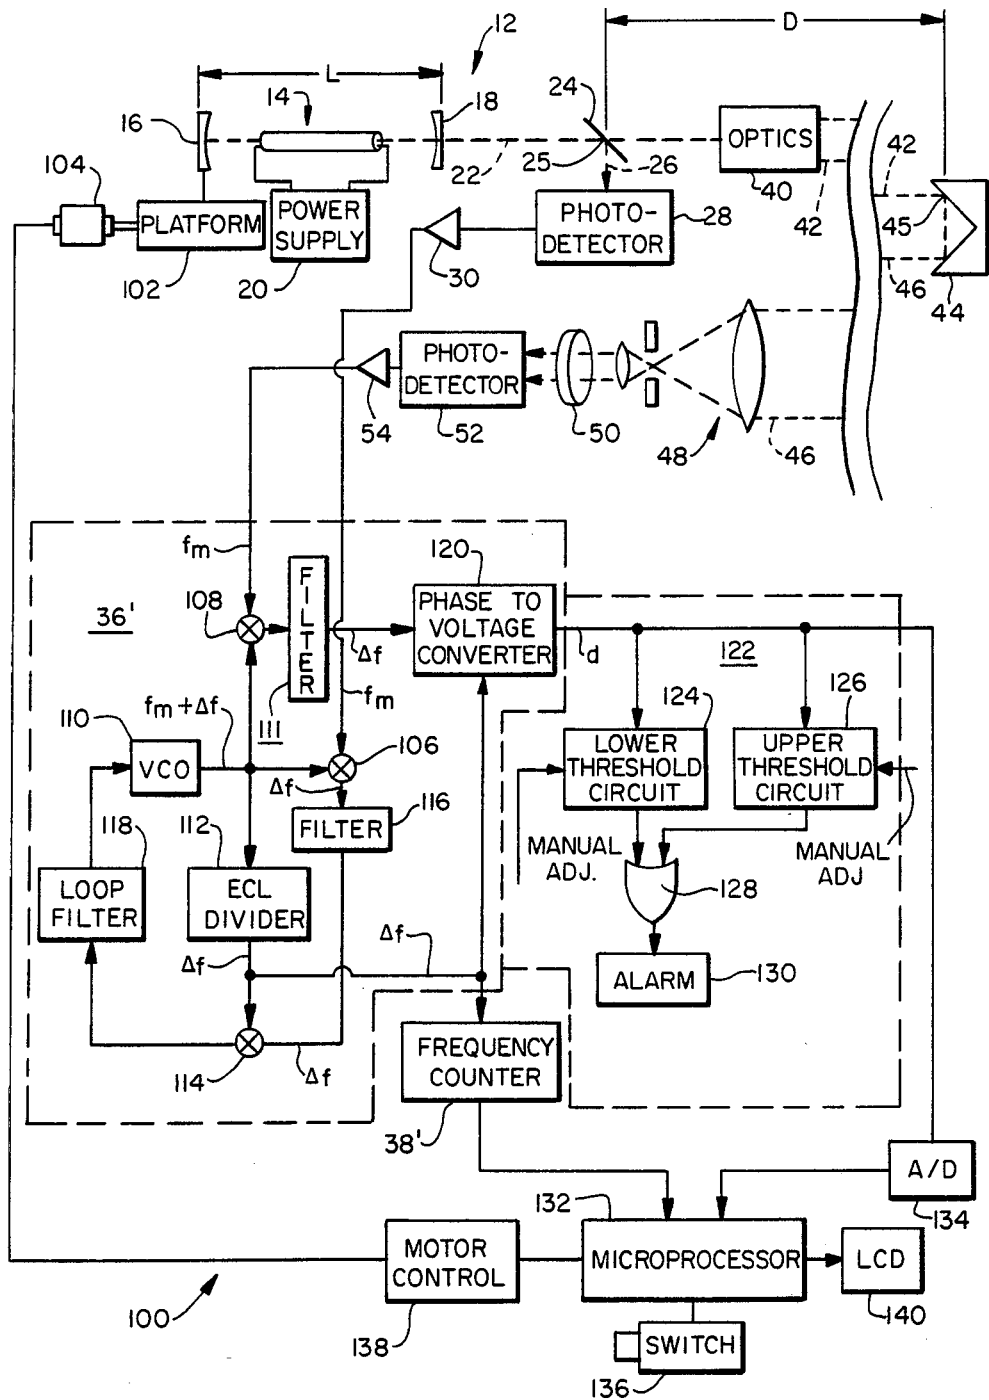 D
12
L
24
14
18
16
OPTICS
25
22
26
40
42
42
45
104
PLATFORM
POWER
SUPPLY
PHOTO-
DETECTOR
28
30
102
20
46
44
PHOTO-
DETECTOR
54
52
50
48
46
fm
120
36'
108
FILTER
Δf
PHASE TO
VOLTAGE
CONVERTER
d
122
124
126
fm
fm + Δf
111
110
VCO
106
Δf
LOWER
THRESHOLD
CIRCUIT
UPPER
THRESHOLD
CIRCUIT
116
FILTER
118
112
MANUAL
ADJ.
MANUAL
ADJ
LOOP
FILTER
ECL
DIVIDER
128
Δf
Δf
ALARM
130
114
Δf
FREQUENCY
COUNTER
38'
A/D
134
132
MOTOR
CONTROL
MICROPROCESSOR
LCD
100
138
140
SWITCH
136